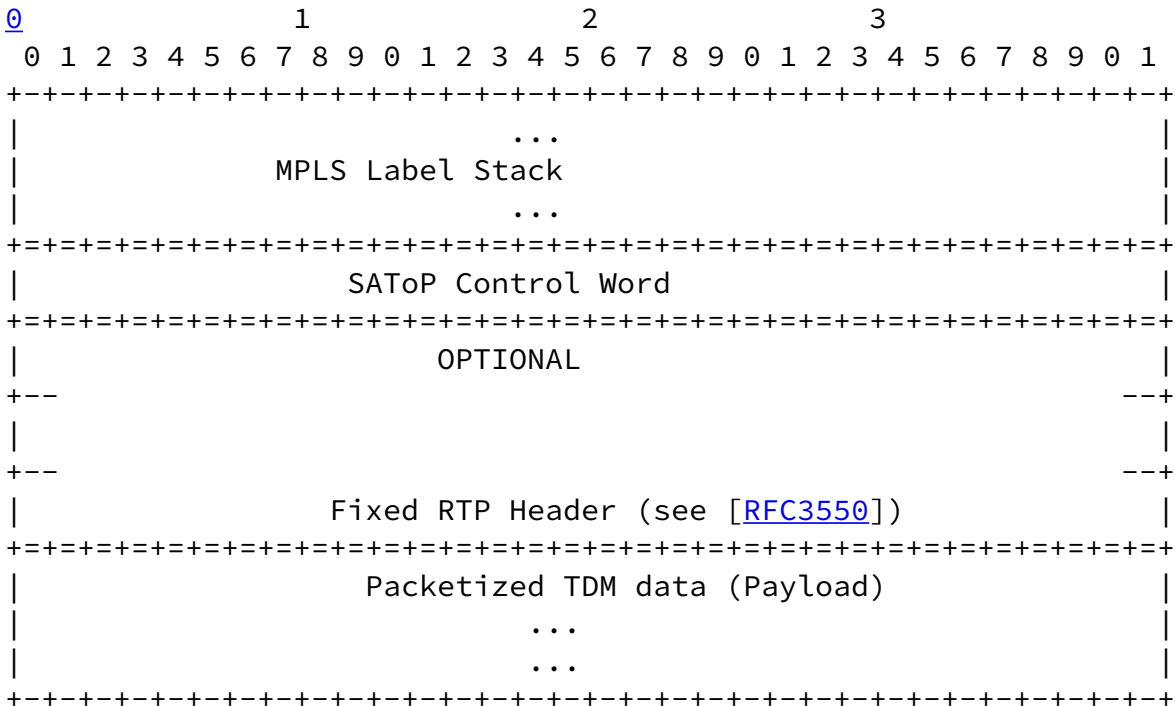 0                   1                   2                   3
 0 1 2 3 4 5 6 7 8 9 0 1 2 3 4 5 6 7 8 9 0 1 2 3 4 5 6 7 8 9 0 1
+-+-+-+-+-+-+-+-+-+-+-+-+-+-+-+-+-+-+-+-+-+-+-+-+-+-+-+-+-+-+-+-+
|                           ...                                 |
|              MPLS Label Stack                                 |
|                           ...                                 |
+=+=+=+=+=+=+=+=+=+=+=+=+=+=+=+=+=+=+=+=+=+=+=+=+=+=+=+=+=+=+=+=+
|                  SAToP Control Word                           |
+=+=+=+=+=+=+=+=+=+=+=+=+=+=+=+=+=+=+=+=+=+=+=+=+=+=+=+=+=+=+=+=+
|                       OPTIONAL                                |
+--                                                           --+
|                                                               |
+--                                                           --+
|                 Fixed RTP Header (see [RFC3550])              |
+=+=+=+=+=+=+=+=+=+=+=+=+=+=+=+=+=+=+=+=+=+=+=+=+=+=+=+=+=+=+=+=+
|                   Packetized TDM data (Payload)               |
|                            ...                                |
|                            ...                                |
+-+-+-+-+-+-+-+-+-+-+-+-+-+-+-+-+-+-+-+-+-+-+-+-+-+-+-+-+-+-+-+-+